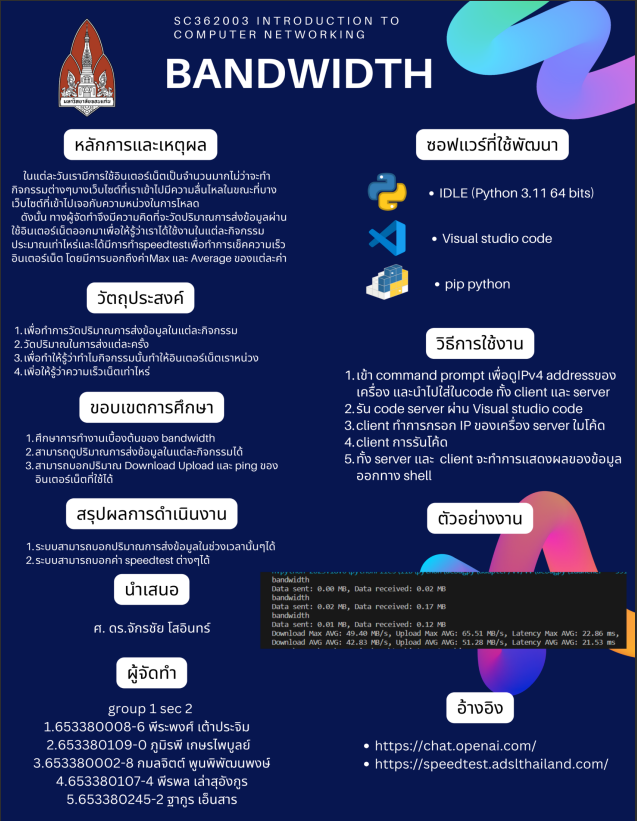 SC362003 INTRODUCTION TO
COMPUTER NETWORKING
BANDWIDTH
มหาวิทยาลัยขอนแก่น
หลักการและเหตุผล
ในแต่ละวันเรามีการใช้อินเตอร์เน็ตเป็นจำนวนมากไม่ว่าจะทำ
กิจกรรมต่างๆบางเว็บไซต์ที่เราเข้าไปมีความลื่นไหลในขณะที่บาง
เว็บไซต์ที่เข้าไปเจอกับความหน่วงในการโหลด
ดังนั้น ทางผู้จัดทำจึงมีความคิดที่จะวัดปริมาณการส่งข้อมูลผ่าน
ใช้อินเตอร์เน็ตออกมาเพื่อให้รู้ว่าเราได้ใช้งานในแต่ละกิจกรรม
ประมาณเท่าไหร่และได้มีการทำspeedtestเพื่อทำการเช็คความเร็ว
อินเตอร์เน็ต โดยมีการบอกถึงค่าMax และ Average ของแต่ละค่า
วัตถุประสงค์
1.เพื่อทำการวัดปริมาณการส่งข้อมูลในแต่ละกิจกรรม
2.วัดปริมาณในการส่งแต่ละครั้ง
3.เพื่อทำให้รู้ว่าทำไมกิจกรรมนั้นทำให้อินเตอร์เน็ตเราหน่วง
4.เพื่อให้รู้ว่าความเร็วเน็ตเท่าไหร่
ขอบเขตการศึกษา
1.ศึกษาการทำงานเบื้องต้นของ bandwidth
2.สามารถดูปริมาณการส่งข้อมูลในแต่ละกิจกรรมได้
3.สามารถบอกปริมาณ Download Upload และ ping ของ
อินเตอร์เน็ตที่ใช้ได้
สรุปผลการดำเนินงาน
1.ระบบสามารถบอกปริมาณการส่งข้อมูลในช่วงเวลานั้นๆได้
2.ระบบสามารถบอกค่า speedtest ต่างๆได้
นำเสนอ
ศ. ดร.จักรชัย โสอินทร์
ผู้จัดทำ
group 1 sec 2
1.653380008-6 พีระพงศ์ เต้าประจิม
2.653380109-0 ภูมิรพี เกษรไพบูลย์
3.653380002-8 กมลจิตต์ พูนพิพัฒนพงษ์
4.653380107-4 พีรพล เล่าสุอังกูร
5.653380245-2 ฐากูร เอ็นสาร
ซอฟแวร์ที่ใช้พัฒนา
• IDLE (Python 3.11 64 bits)
• Visual studio code
• pip python
วิธีการใช้งาน
1.เข้า command prompt เพื่อดูIPv4 addressของ
เครื่อง และนำไปใส่ในcode ทั้ง client และ server
2.รัน code server ผ่าน Visual studio code
3.client ทำการกรอก IP ของเครื่อง server ในโค้ด
4.client การรันโค้ด
5.ทั้ง server และ client จะทำการแสดงผลของข้อมูล
ออกทาง shell
ตัวอย่างงาน
bandwidth
Data sent: 0.00 MB, Data received: 0.02 MB
bandwidth
Data sent: 0.02 MB, Data received: 0.17 MB
bandwidth
Data sent: 0.01 MB, Data received: 0.12 MB
Download Max AVG: 49.40 MB/s, Upload Max AVG: 65.51 MB/s, Latency Max AVG: 22.86 ms,
Download AVG AVG: 42.83 MB/s, Upload AVG AVG: 51.28 MB/s, Latency AVG AVG: 21.53 ms
อ้างอิง
• https://chat.openai.com/
• https://speedtest.adslthailand.com/